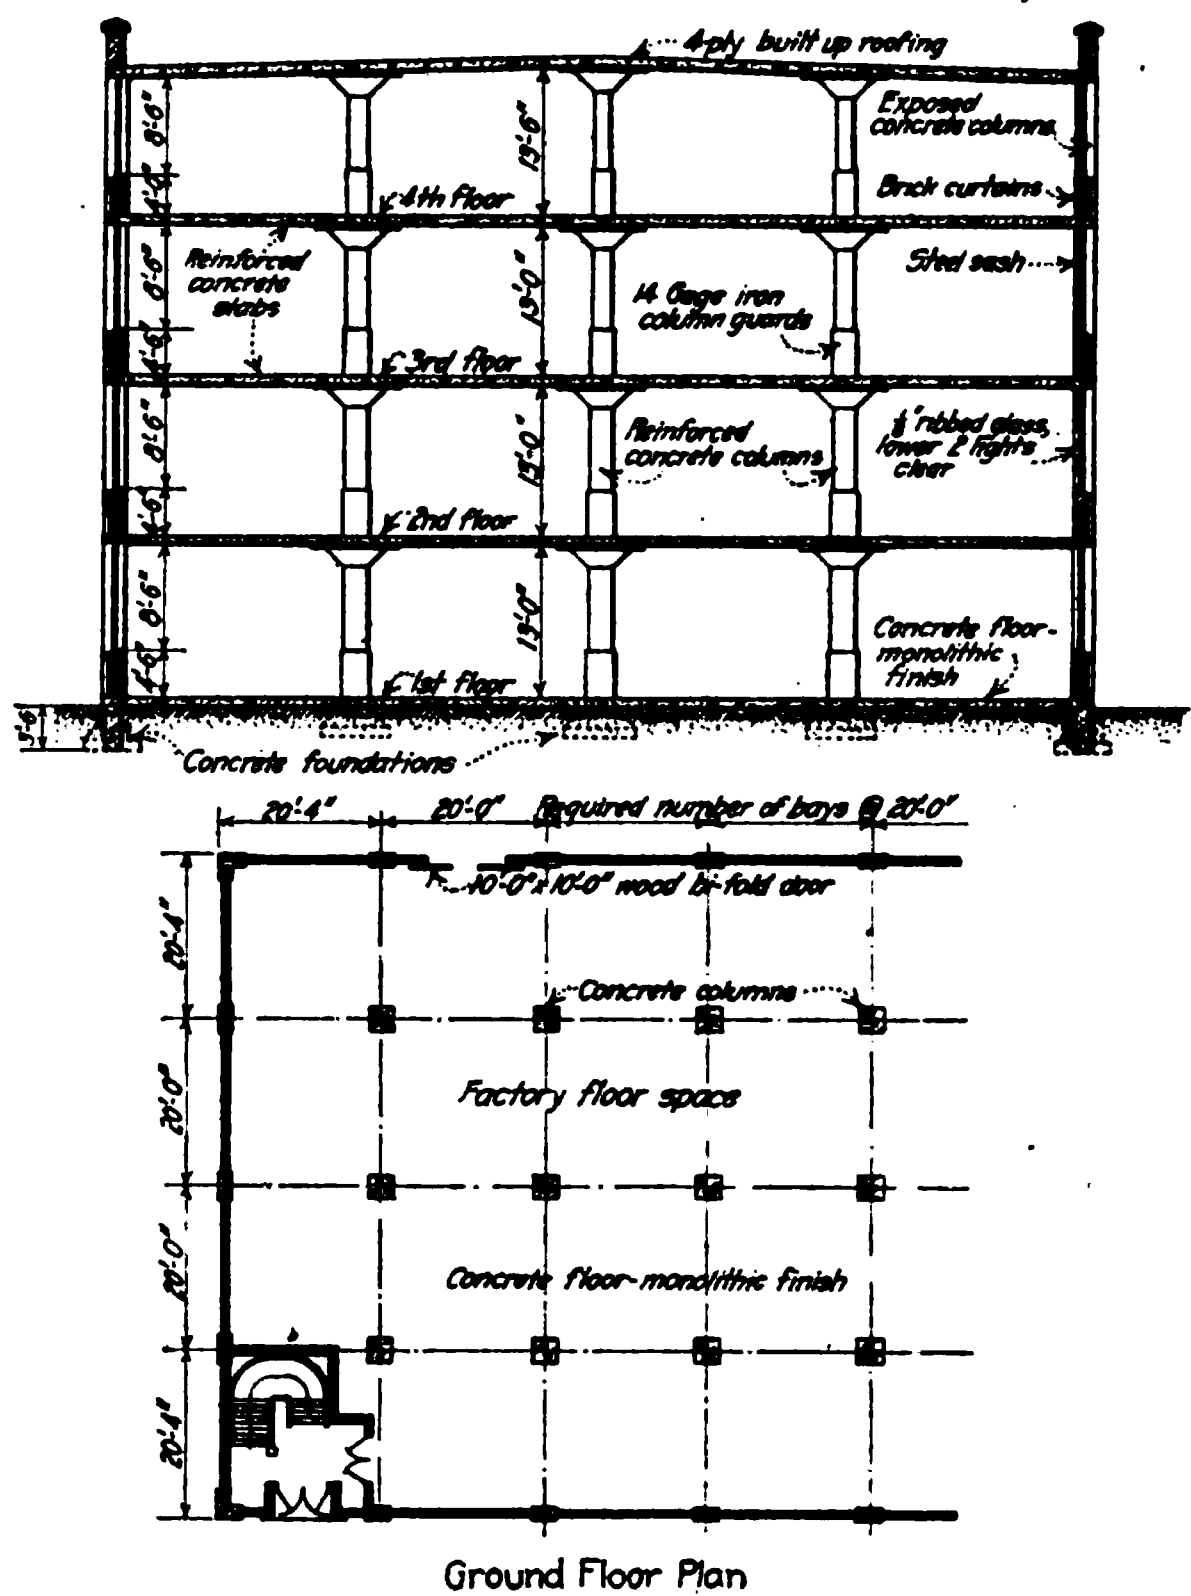 4-ply built up roofing
Exposed
concrete columns
8'-6"
13'-6"
4'-0"
Brick curtains
4th floor
Reinforced
concrete
slabs
8'-6"
13'-0"
Steel sash
14 Gage iron
column guards
4'-6"
3rd floor
8'-6"
13'-0"
Reinforced
concrete columns
"ribbed glass,
lower 2 lights
clear
4'-6"
2nd floor
8'-6"
13'-0"
Concrete floor-
monolithic
finish
4'-6"
1st floor
Concrete foundations
20'-4"
20'-0"
Required number of bays @ 20'-0"
10'-0" x 10'-0" wood bi-fold door
20'-4"
Concrete columns
20'-0"
Factory floor space
20'-0"
Concrete floor-monolithic finish
20'-4"
Ground Floor Plan